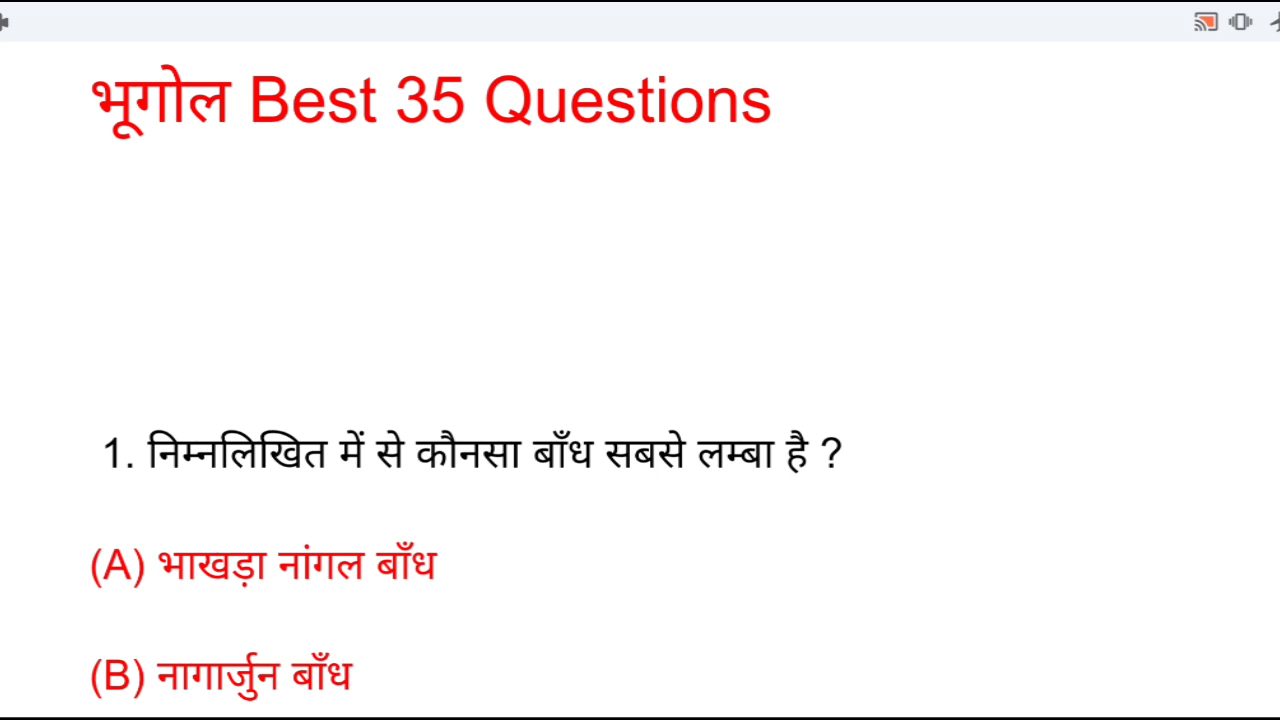 भूगोल Best 35 Questions
1. निम्नलिखित में से कौनसा बाँध सबसे लम्बा है ?
(A) भाखड़ा नांगल बाँध
(B) नागार्जुन बाँध